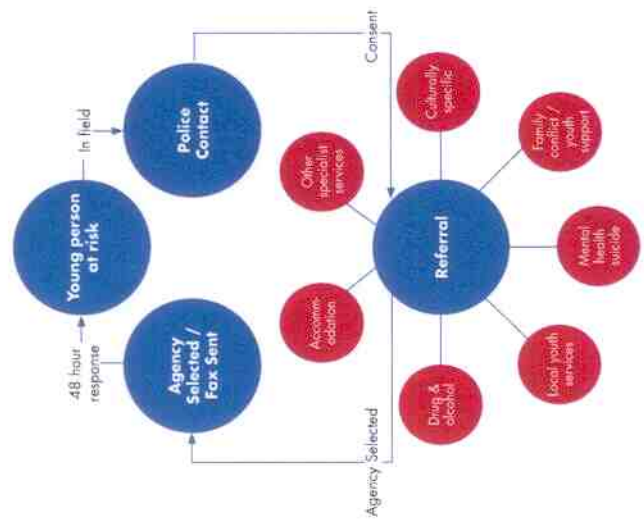 48 hour
response
In field
Young person
at risk
Agency
Selected /
Fax Sent
Police
Contact
Consent
Agency Selected
Accomm-
odation
Other
specialist
services
Culturally
specific
Referral
Drug &
alcohol
Local youth
services
Mental
health
suicide
Family
conflict /
youth
support